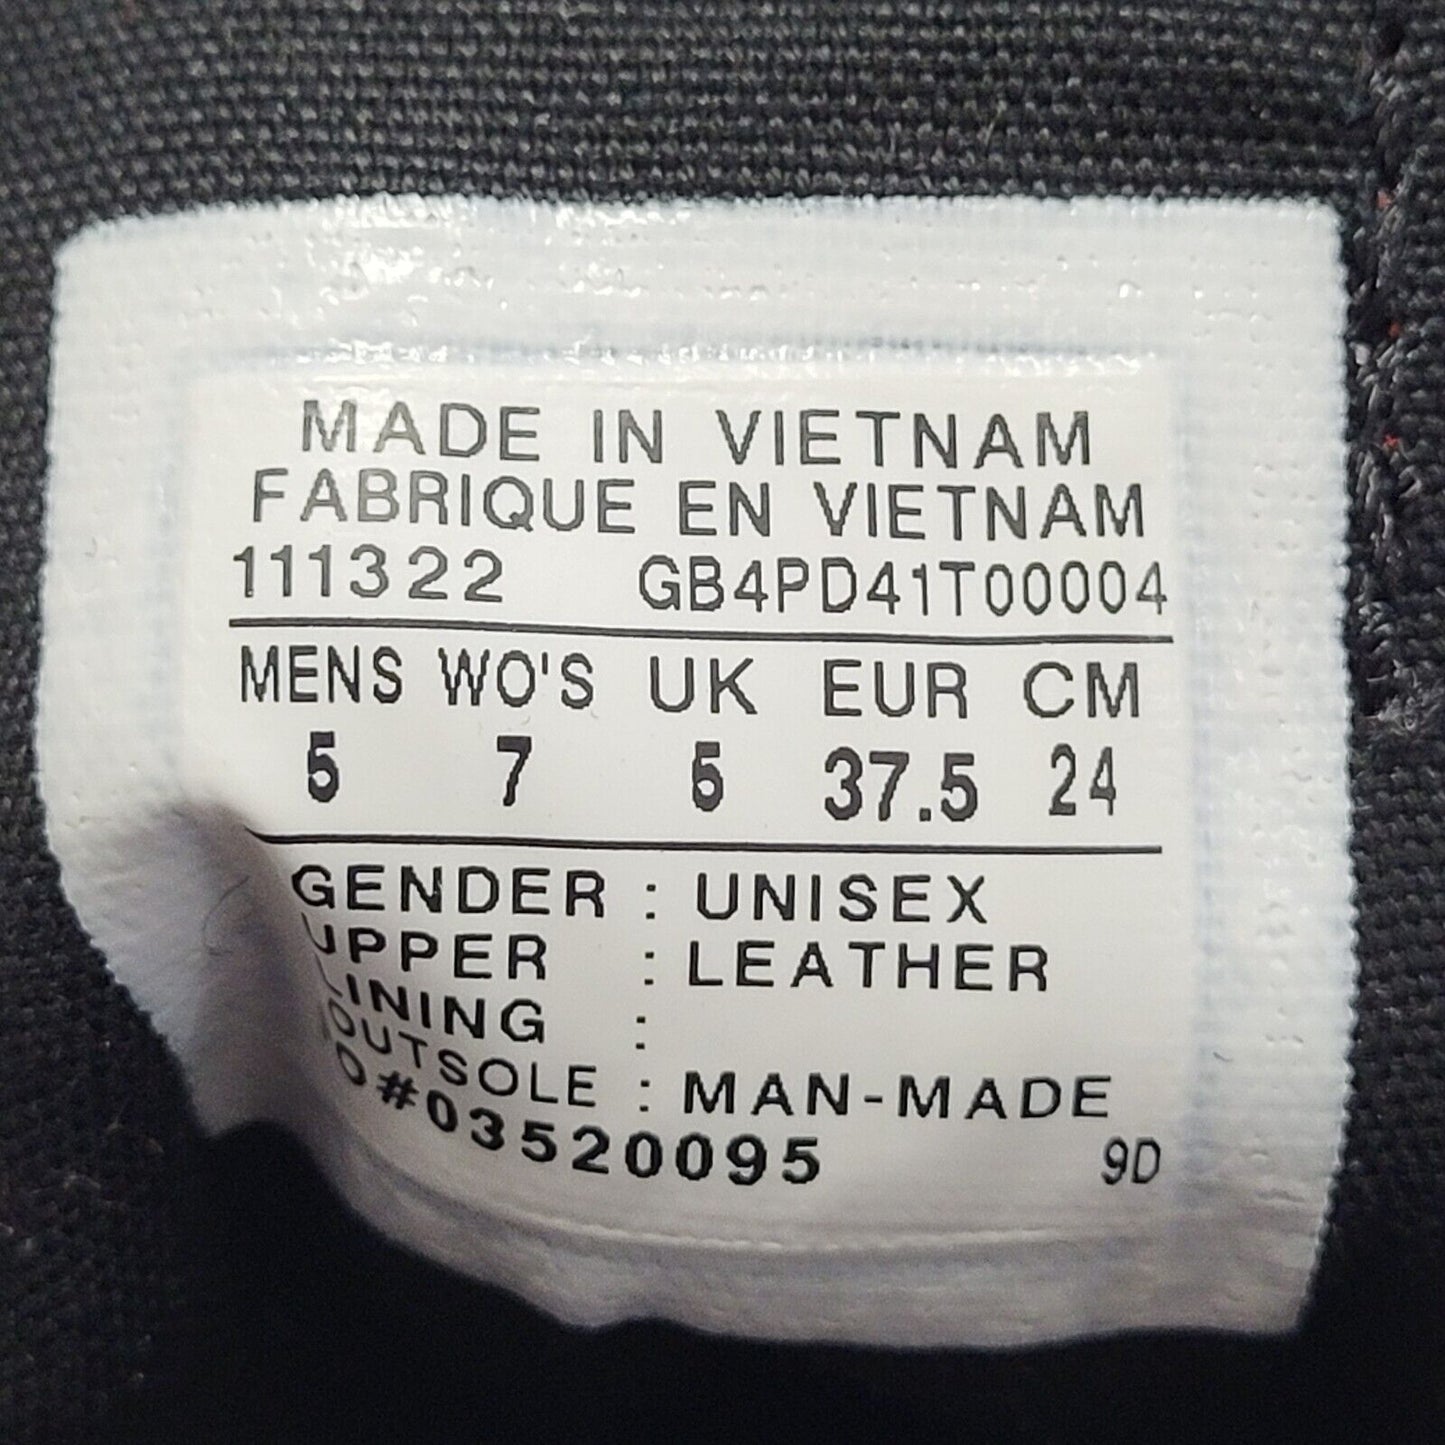 MADE IN VIETNAM
FABRIQUE EN VIETNAM
111322 GB4PD41T00004
MENS WO'S UK EUR CM
5 7 5 37.5 24
GENDER : UNISEX
UPPER : LEATHER
LINING :
OUTSOLE : MAN-MADE
#03520095 9D